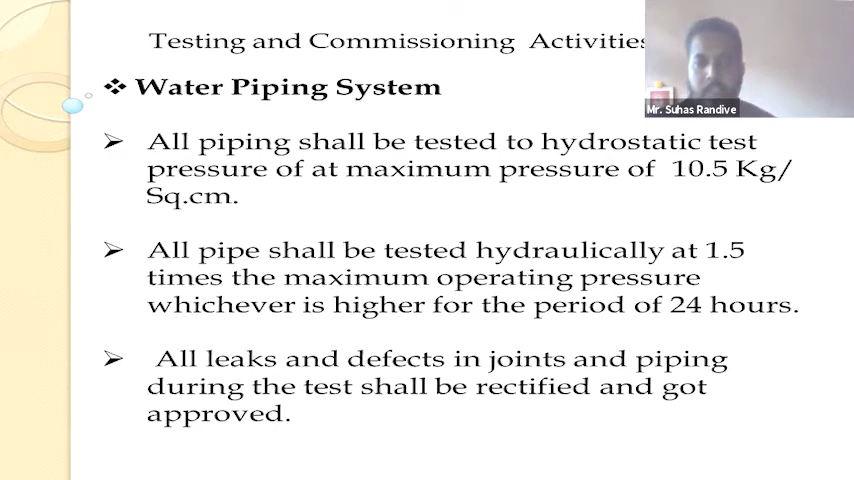 Testing and Commissioning Activities
Mr. Suhas Randive
❖ Water Piping System
➢ All piping shall be tested to hydrostatic test
pressure of at maximum pressure of 10.5 Kg/
Sq.cm.
➢ All pipe shall be tested hydraulically at 1.5
times the maximum operating pressure
whichever is higher for the period of 24 hours.
➢ All leaks and defects in joints and piping
during the test shall be rectified and got
approved.